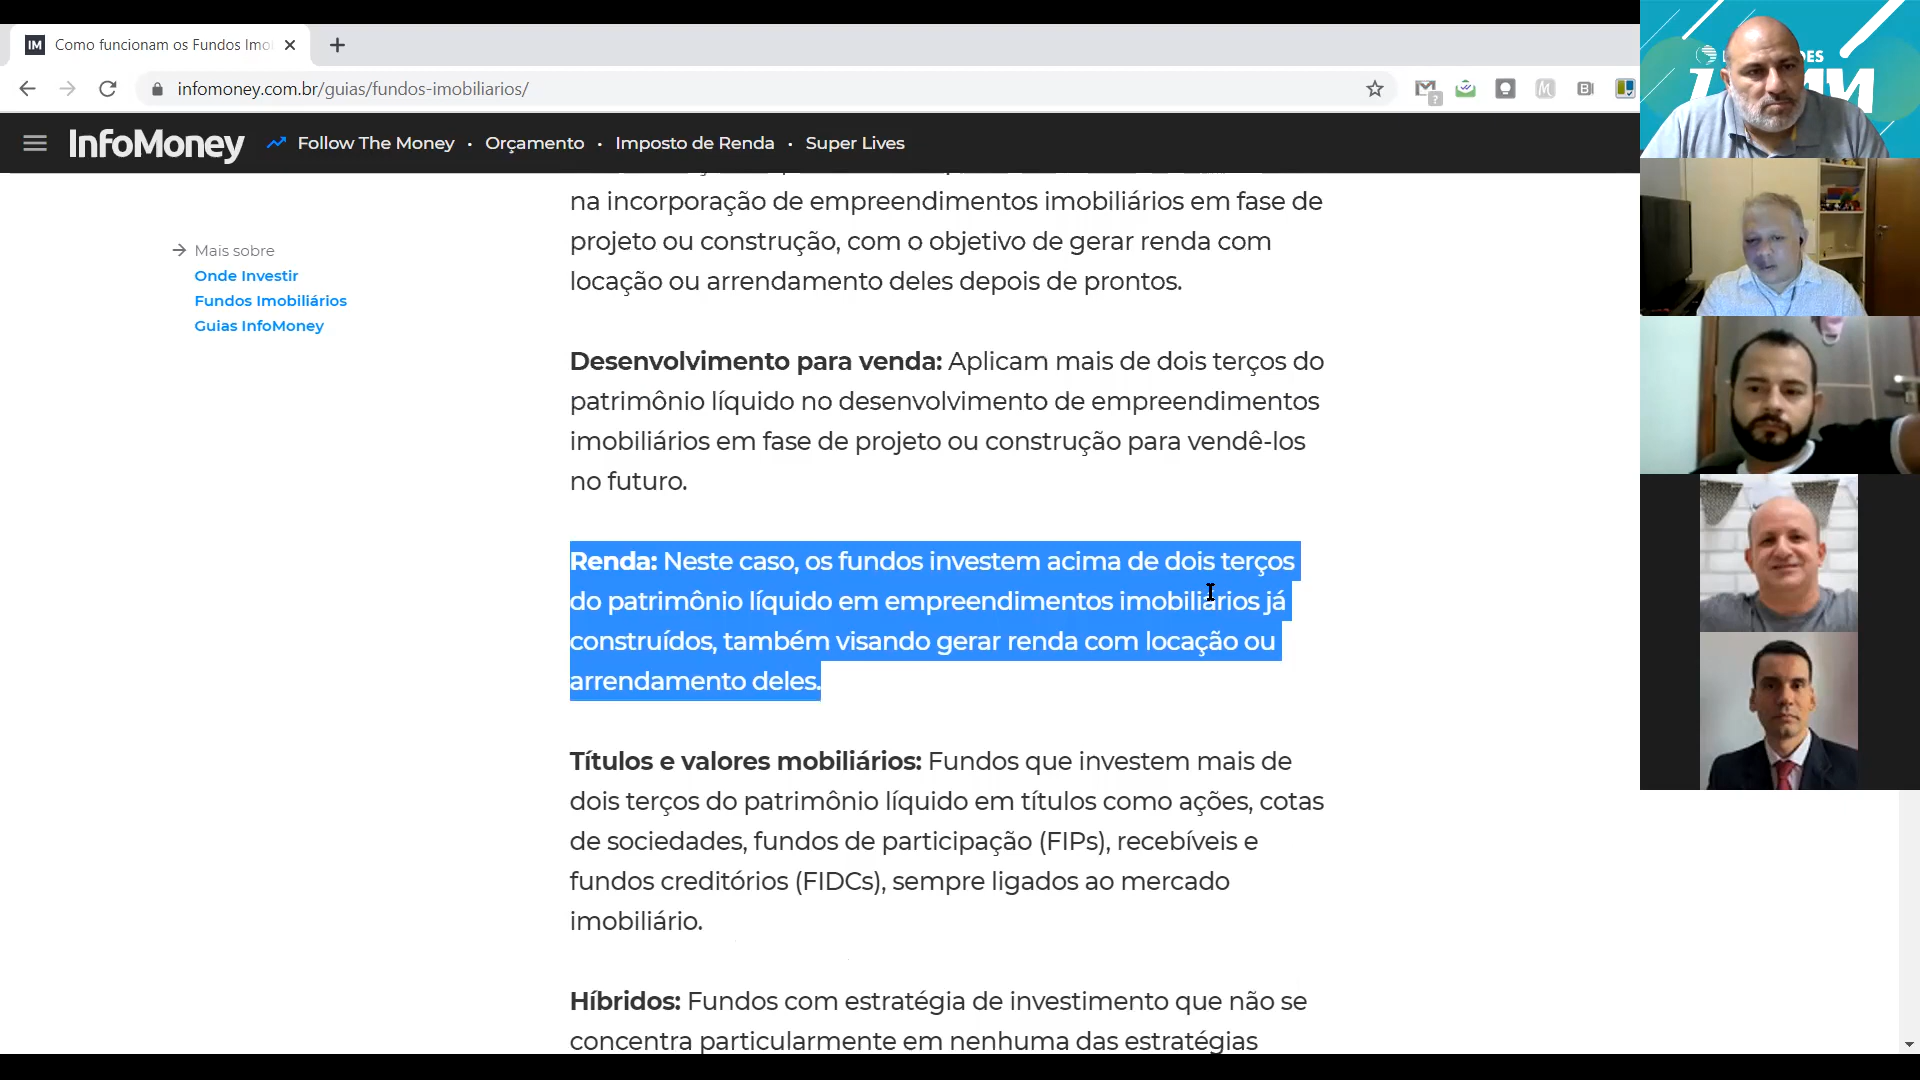 IM Como funcionam os Fundos Imo
infomoney.com.br/guias/fundos-imobiliarios/
InfoMoney Follow The Money · Orçamento · Imposto de Renda · Super Lives
na incorporação de empreendimentos imobiliários em fase de
projeto ou construção, com o objetivo de gerar renda com
locação ou arrendamento deles depois de prontos.
Mais sobre
Onde Investir
Fundos Imobiliários
Guias InfoMoney
Desenvolvimento para venda: Aplicam mais de dois terços do
patrimônio líquido no desenvolvimento de empreendimentos
imobiliários em fase de projeto ou construção para vendê-los
no futuro.
Renda: Neste caso, os fundos investem acima de dois terços
do patrimônio líquido em empreendimentos imobiliários já
construídos, também visando gerar renda com locação ou
arrendamento deles.
Títulos e valores mobiliários: Fundos que investem mais de
dois terços do patrimônio líquido em títulos como ações, cotas
de sociedades, fundos de participação (FIPs), recebíveis e
fundos creditórios (FIDCs), sempre ligados ao mercado
imobiliário.
Híbridos: Fundos com estratégia de investimento que não se
concentra particularmente em nenhuma das estratégias